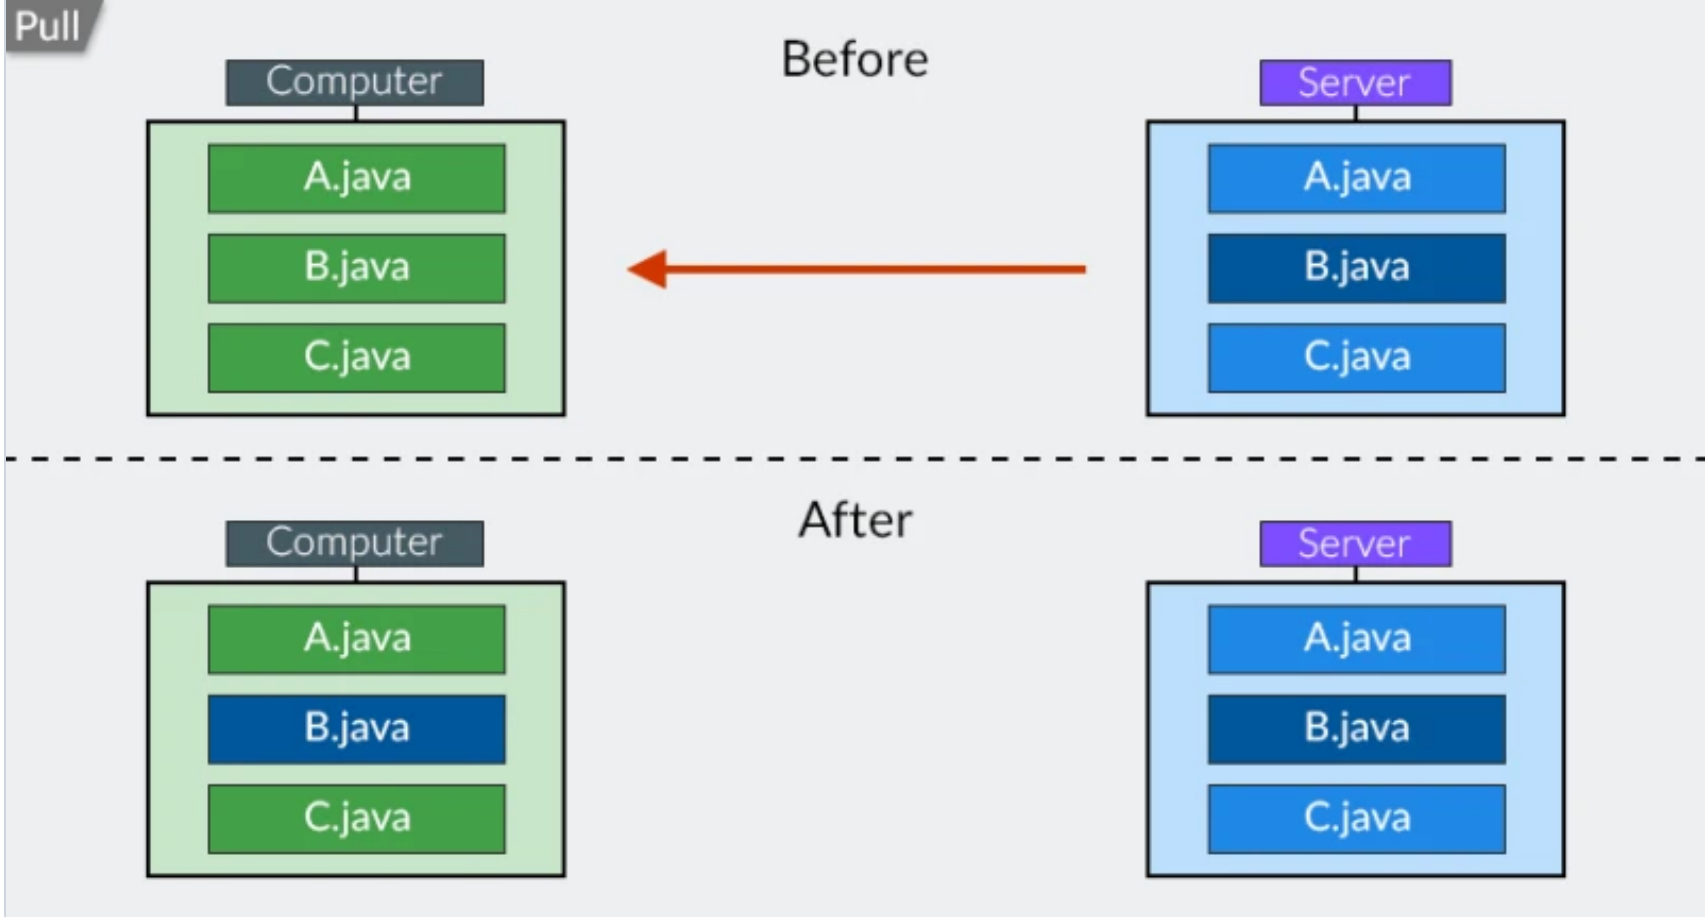 Pull
Before
Computer
Server
A.java
B.java
C.java
A.java
B.java
C.java
After
Computer
Server
A.java
B.java
C.java
A.java
B.java
C.java